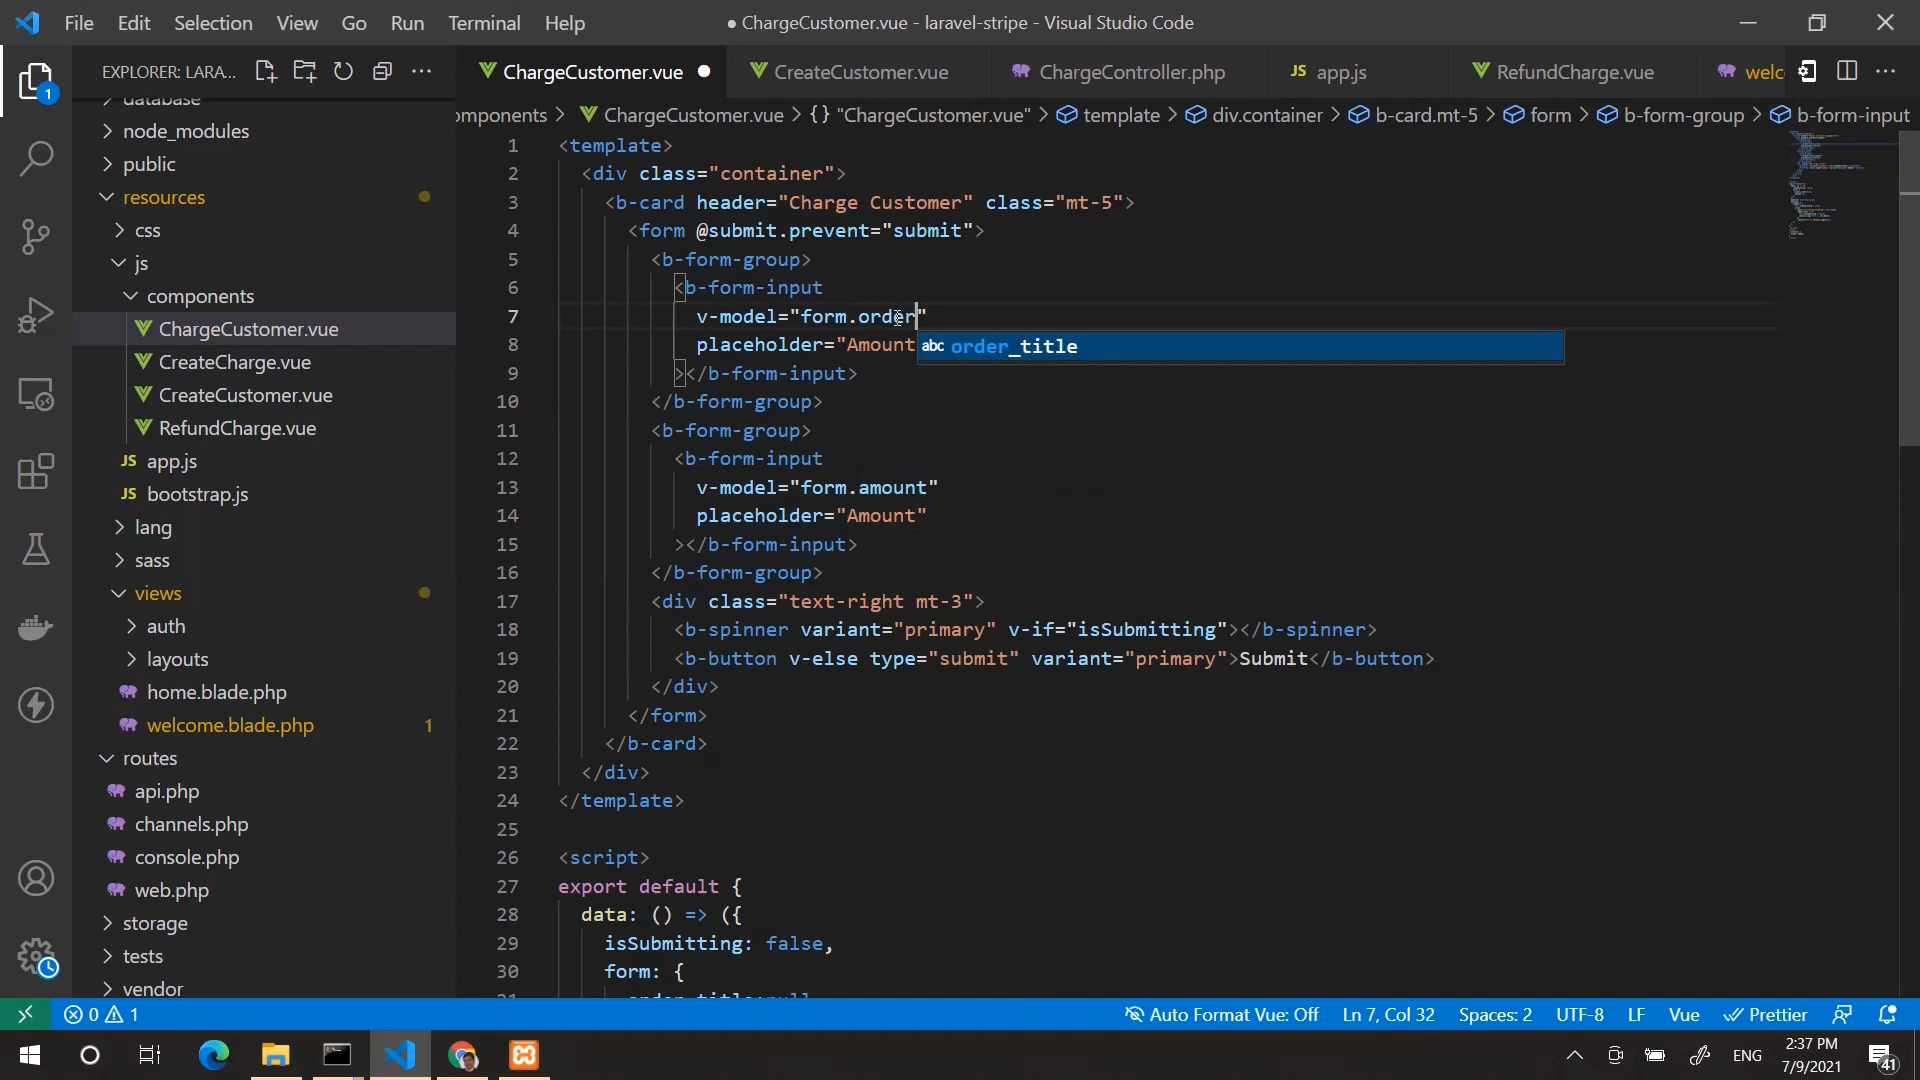 File Edit Selection View Go Run Terminal Help
● ChargeCustomer.vue - laravel-stripe - Visual Studio Code
EXPLORER: LARA...
ChargeCustomer.vue
CreateCustomer.vue
ChargeController.php
JS app.js
RefundCharge.vue
welc
omponents > ChargeCustomer.vue > {} "ChargeCustomer.vue" > template > div.container > b-card.mt-5 > form > b-form-group > b-form-input
1
database
node_modules
public
resources
css
js
components
ChargeCustomer.vue
CreateCharge.vue
CreateCustomer.vue
RefundCharge.vue
JS app.js
JS bootstrap.js
lang
sass
views
auth
layouts
home.blade.php
welcome.blade.php 1
routes
api.php
channels.php
console.php
web.php
storage
tests
vendor
1 <template>
2 <div class="container">
3 <b-card header="Charge Customer" class="mt-5">
4 <form @submit.prevent="submit">
5 <b-form-group>
6 <b-form-input
7 v-model="form.order"
8 placeholder="Amount
abc order_title
9 ></b-form-input>
10 </b-form-group>
11 <b-form-group>
12 <b-form-input
13 v-model="form.amount"
14 placeholder="Amount"
15 ></b-form-input>
16 </b-form-group>
17 <div class="text-right mt-3">
18 <b-spinner variant="primary" v-if="isSubmitting"></b-spinner>
19 <b-button v-else type="submit" variant="primary">Submit</b-button>
20 </div>
21 </form>
22 </b-card>
23 </div>
24 </template>
25
26 <script>
27 export default {
28 data: () => ({
29 isSubmitting: false,
30 form: {
0 1
Auto Format Vue: Off Ln 7, Col 32 Spaces: 2 UTF-8 LF Vue Prettier
ENG
2:37 PM
7/9/2021
41